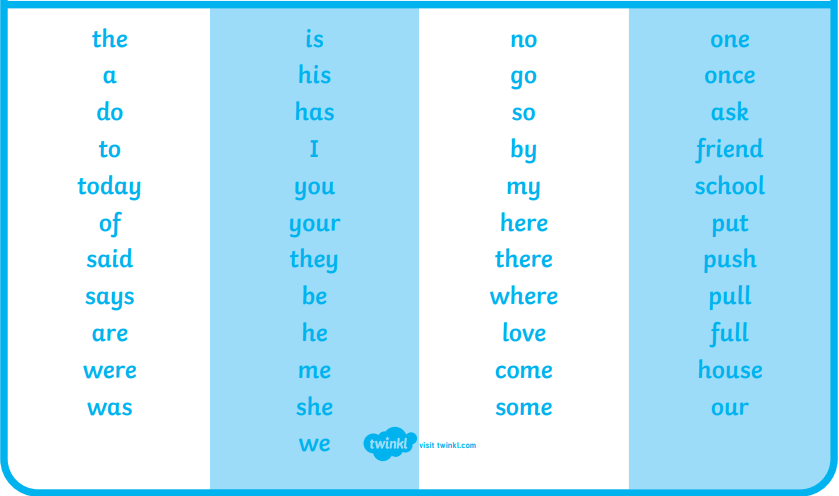 the
a
do
to
today
of
said
says
are
were
was
is
his
has
I
you
your
they
be
he
me
she
we
no
go
so
by
my
here
there
where
love
come
some
one
once
ask
friend
school
put
push
pull
full
house
our
twinkl visit twinkl.com